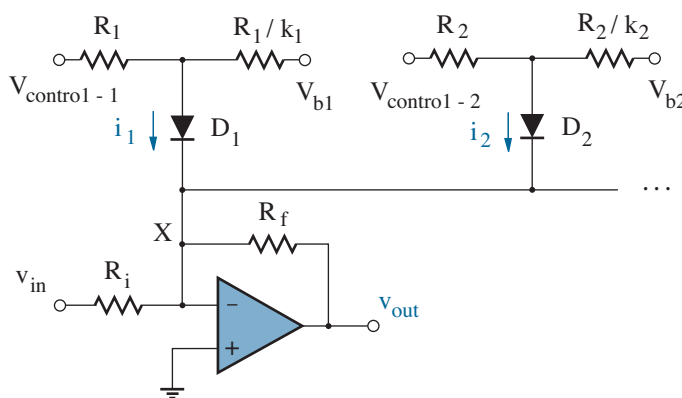 R1
R1 / k1
R2
R2 / k2
Vcontro1 - 1
Vb1
Vcontro1 - 2
Vb2
i1
D1
i2
D2
...
X
Rf
vin
Ri
vout
−
+